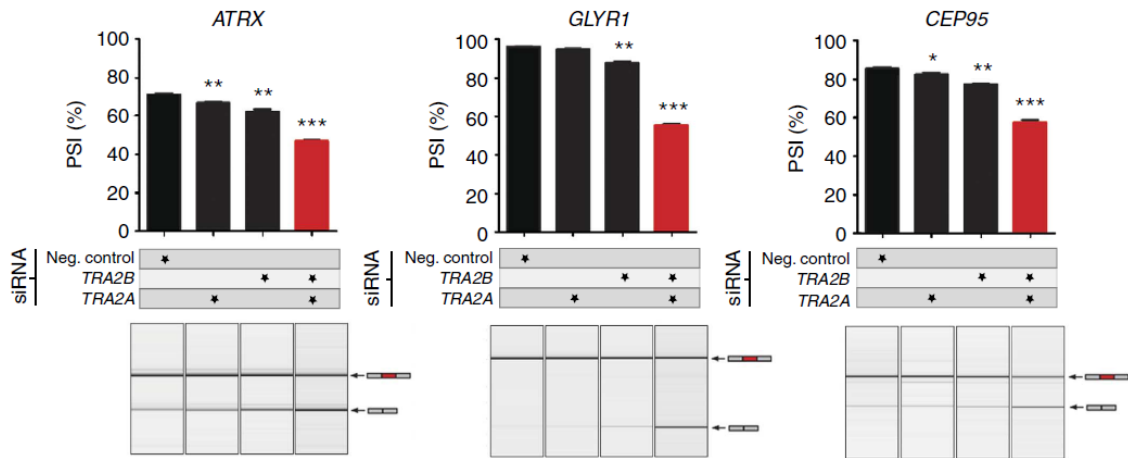 ATRX
GLYR1
CEP95
PSI (%)
100
80
60
40
20
0
**
**
***
PSI (%)
100
80
60
40
20
0
**
***
PSI (%)
100
80
60
40
20
0
*
**
***
siRNA
Neg. control
TRA2B
TRA2A
siRNA
Neg. control
TRA2B
TRA2A
siRNA
Neg. control
TRA2B
TRA2A